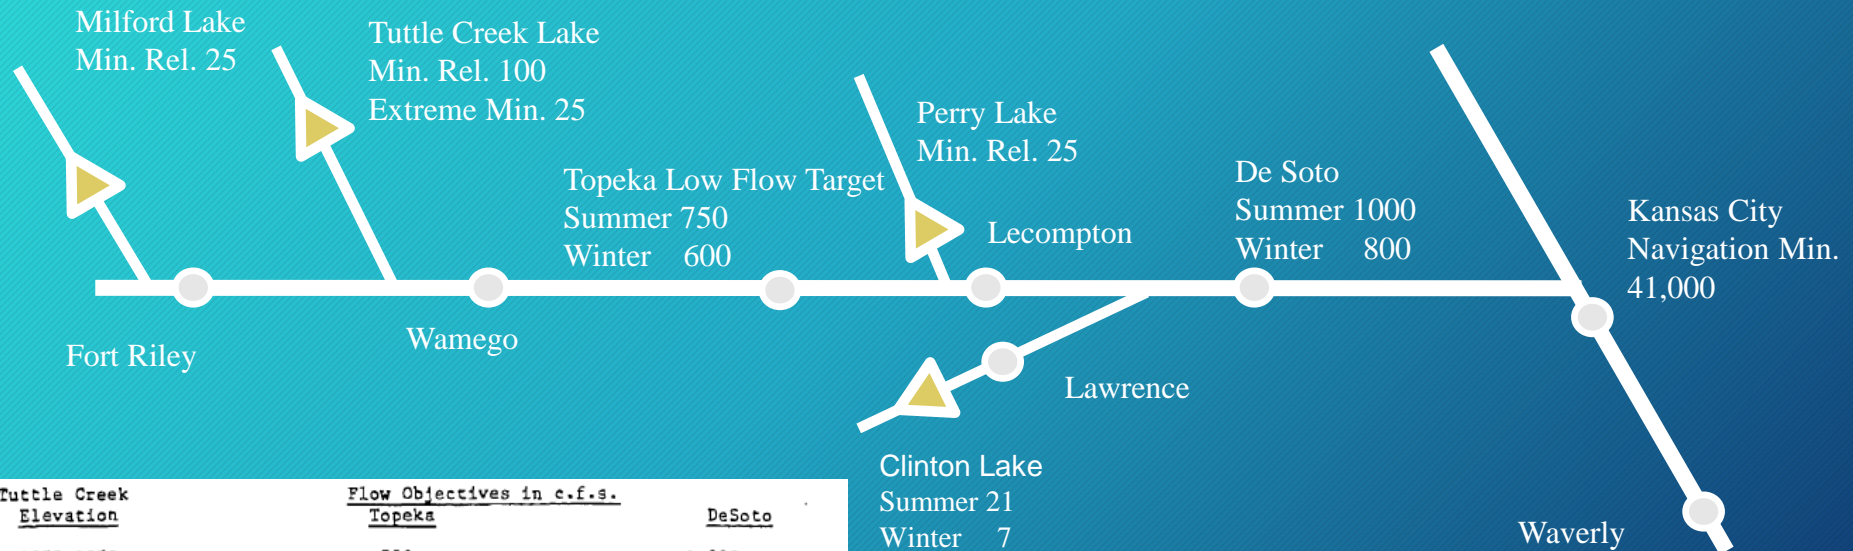 Milford Lake
Min. Rel. 25
Tuttle Creek Lake
Min. Rel. 100
Extreme Min. 25
Perry Lake
Min. Rel. 25
Topeka Low Flow Target
Summer 750
Winter 600
Lecompton
De Soto
Summer 1000
Winter 800
Kansas City
Navigation Min.
41,000
Fort Riley
Wamego
Lawrence
Clinton Lake
Summer 21
Winter 7
Waverly
Tuttle Creek
Elevation
Flow Objectives in c.f.s.
Topeka
DeSoto